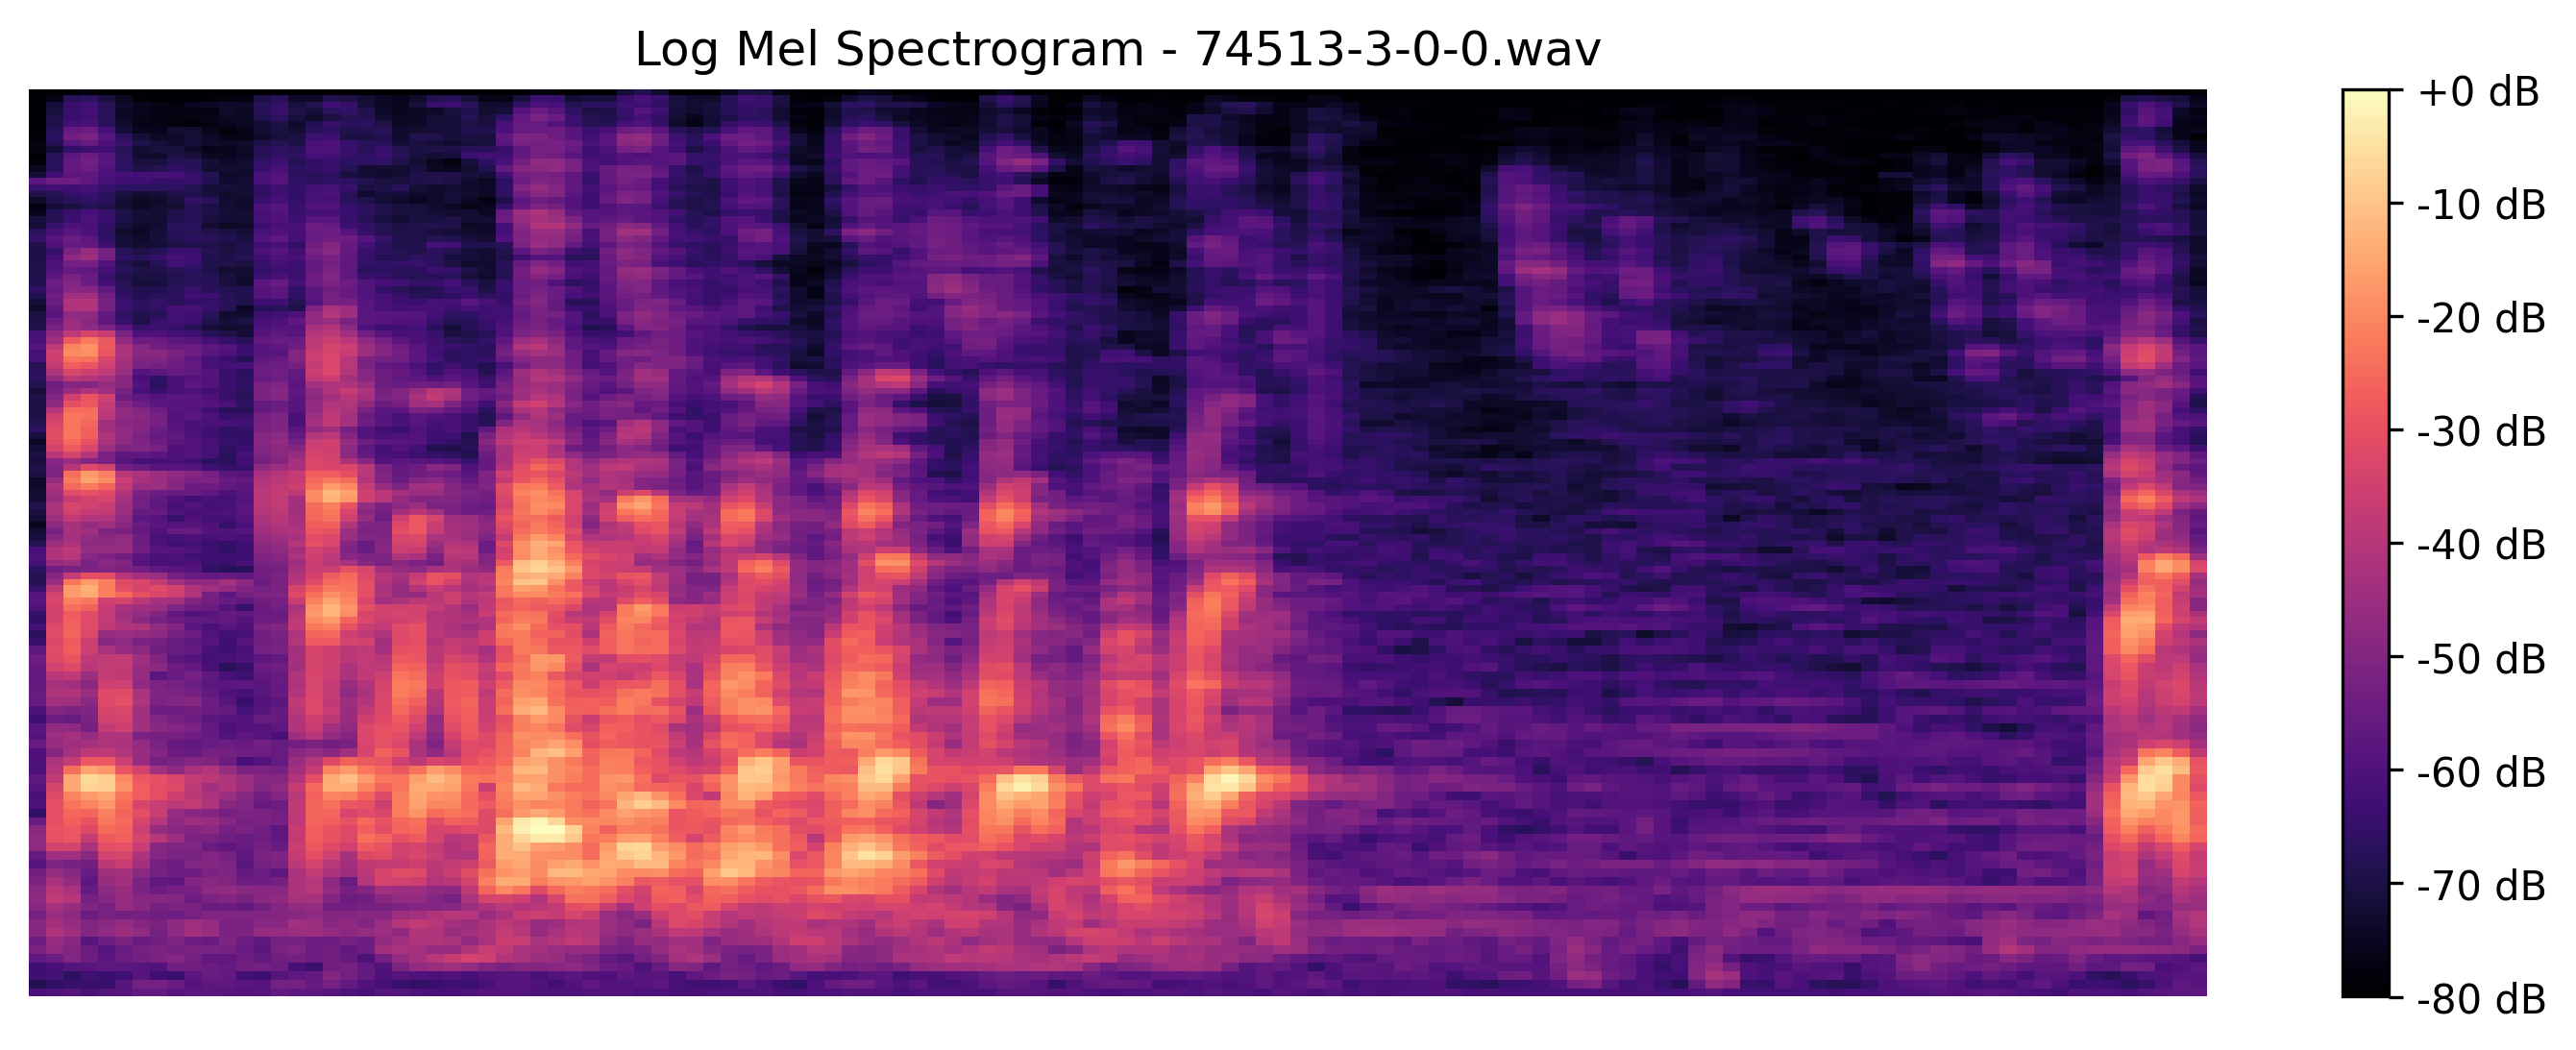 Log Mel Spectrogram - 74513-3-0-0.wav
+0 dB
-10 dB
-20 dB
-30 dB
-40 dB
-50 dB
-60 dB
-70 dB
-80 dB